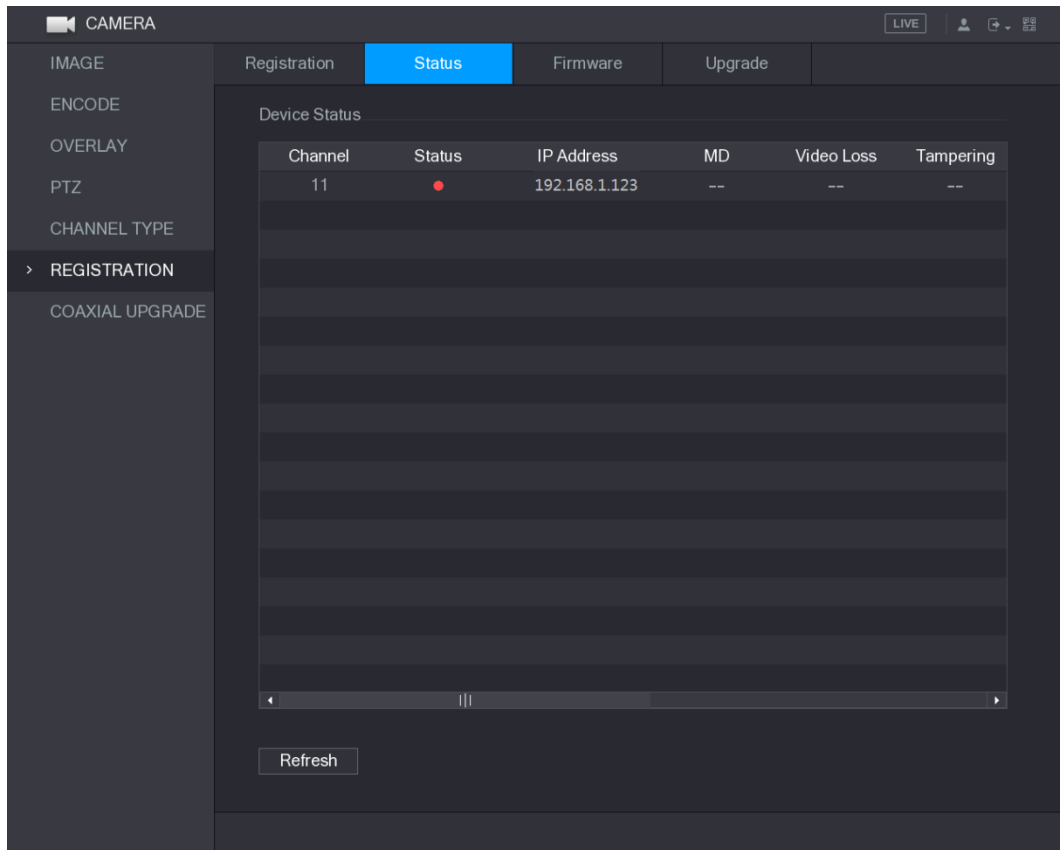 CAMERA LIVE
IMAGE
ENCODE
OVERLAY
PTZ
CHANNEL TYPE
> REGISTRATION
COAXIAL UPGRADE
Registration Status Firmware Upgrade
Device Status
Channel Status IP Address MD Video Loss Tampering
11 192.168.1.123 -- -- --
Refresh